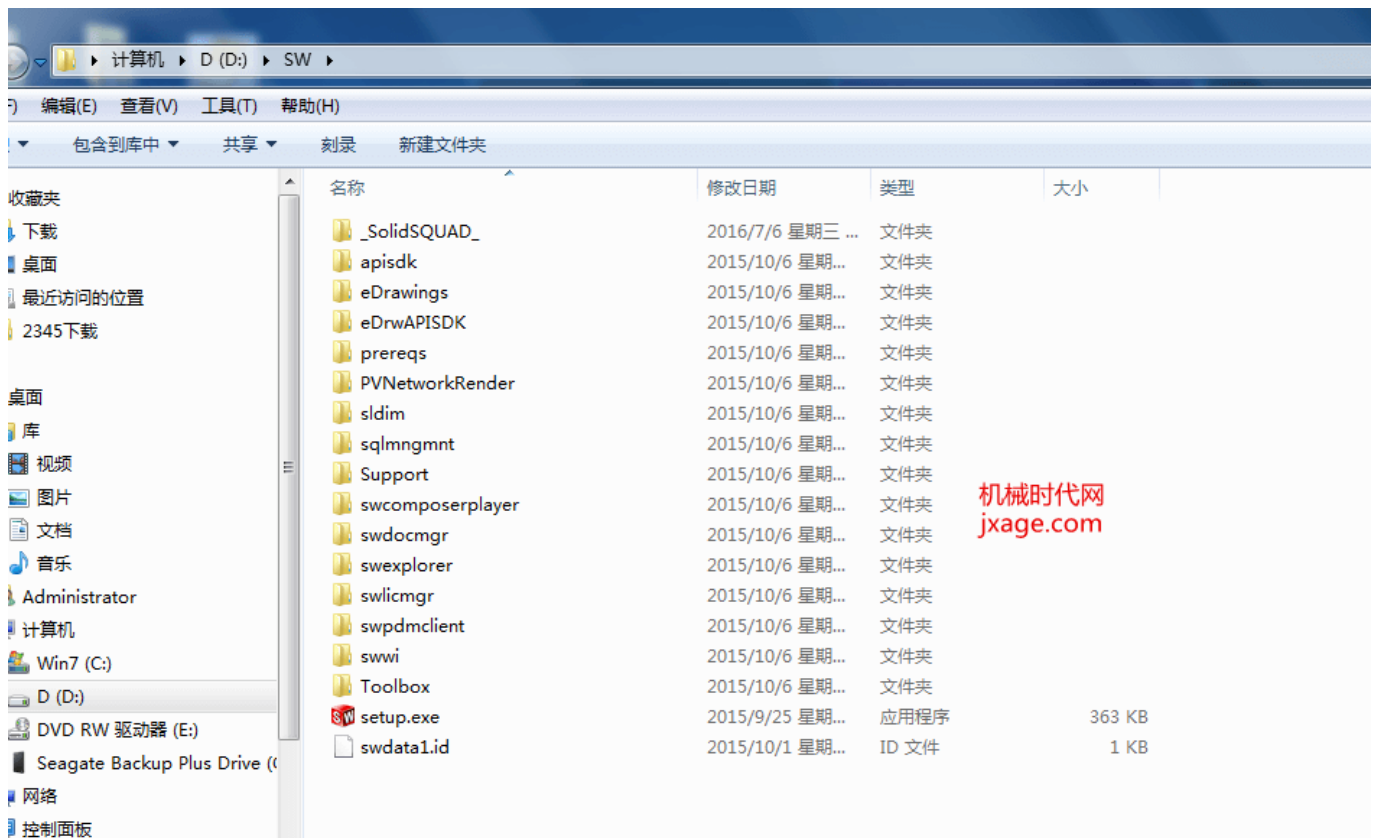 计算机 D (D:) SW
F) 编辑(E) 查看(V) 工具(T) 帮助(H)
包含到库中 共享 刻录 新建文件夹
收藏夹
下载
桌面
最近访问的位置
2345下载
桌面
库
视频
图片
文档
音乐
Administrator
计算机
Win7 (C:)
D (D:)
DVD RW 驱动器 (E:)
Seagate Backup Plus Drive (
网络
控制面板
名称 修改日期 类型 大小
_SolidSQUAD_ 2016/7/6 星期三 ... 文件夹
apisdk 2015/10/6 星期... 文件夹
eDrawings 2015/10/6 星期... 文件夹
eDrwAPISDK 2015/10/6 星期... 文件夹
prereqs 2015/10/6 星期... 文件夹
PVNetworkRender 2015/10/6 星期... 文件夹
sldim 2015/10/6 星期... 文件夹
sqlmngmnt 2015/10/6 星期... 文件夹
Support 2015/10/6 星期... 文件夹
swcomposerplayer 2015/10/6 星期... 文件夹
swdocmgr 2015/10/6 星期... 文件夹
swexplorer 2015/10/6 星期... 文件夹
swlicmgr 2015/10/6 星期... 文件夹
swpdmclient 2015/10/6 星期... 文件夹
swwi 2015/10/6 星期... 文件夹
Toolbox 2015/10/6 星期... 文件夹
setup.exe 2015/9/25 星期... 应用程序 363 KB
swdata1.id 2015/10/1 星期... ID 文件 1 KB
机械时代网
jxage.com